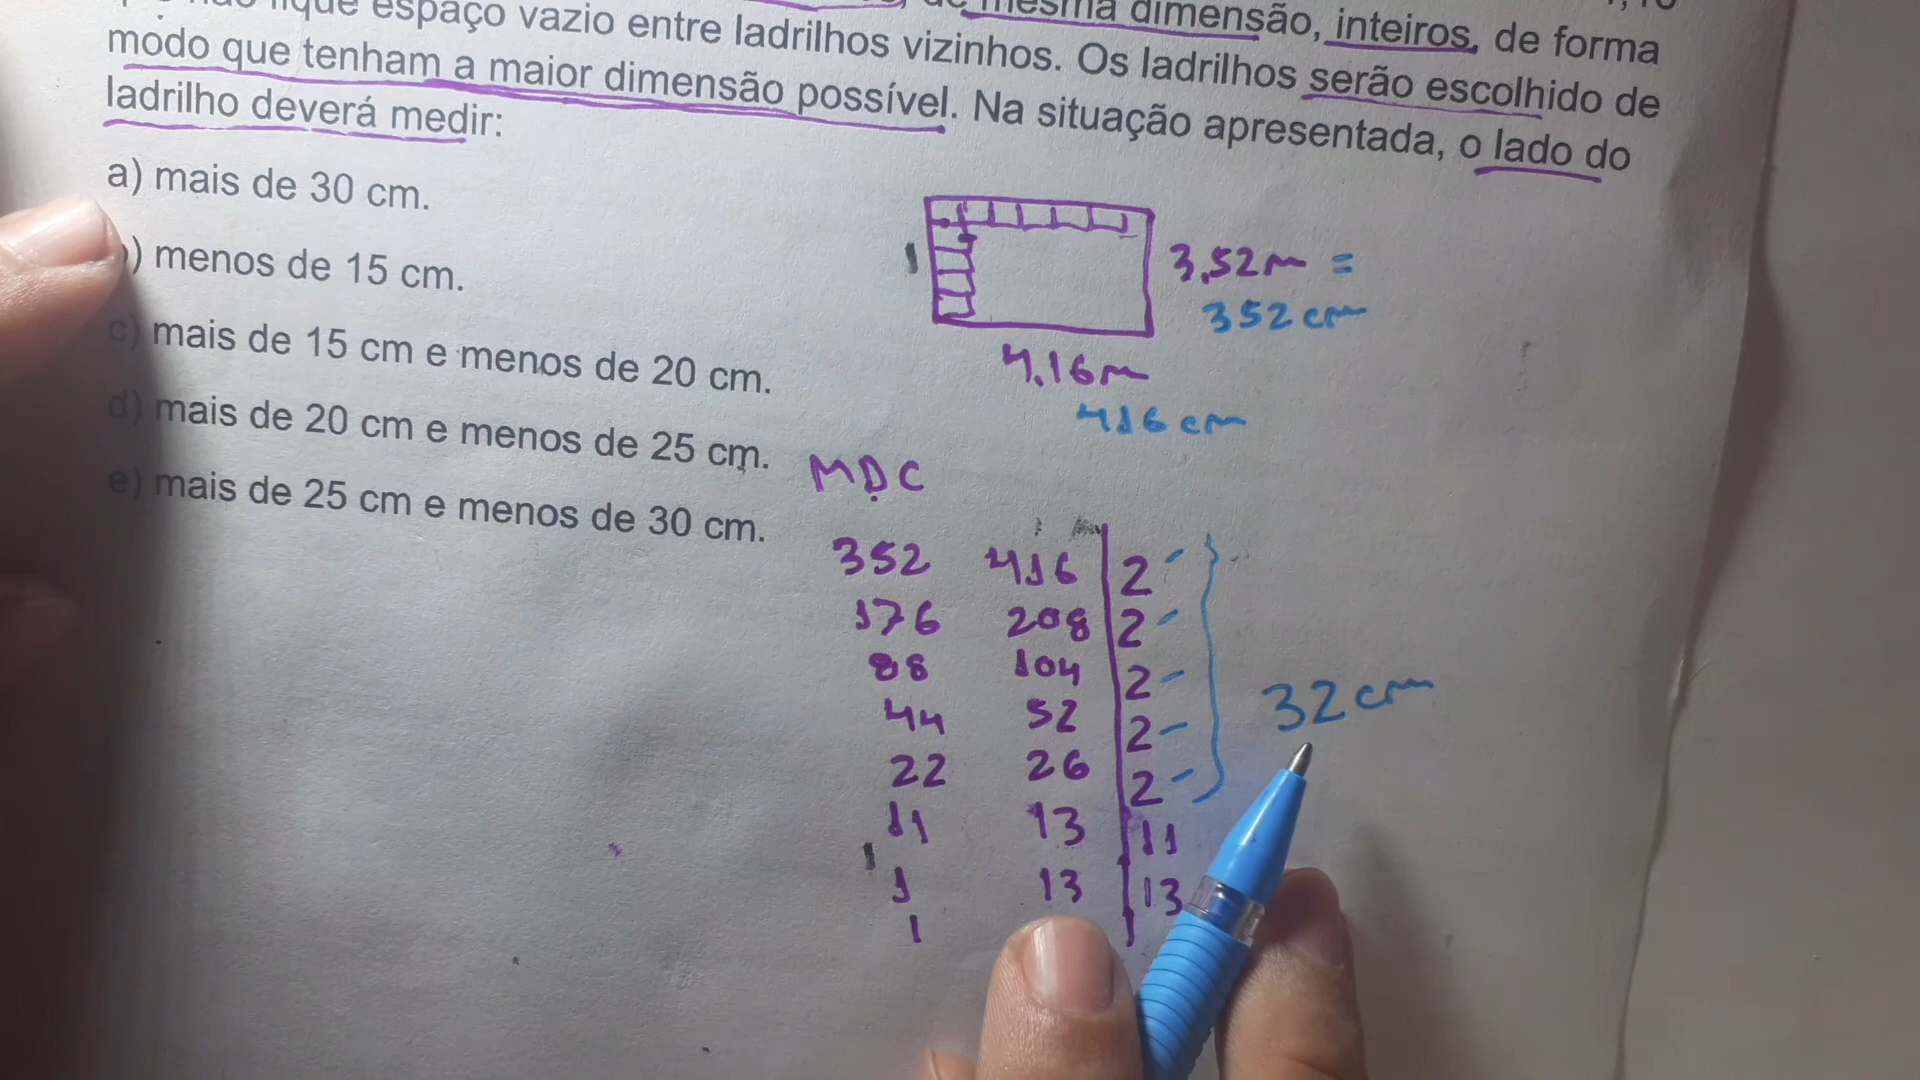 espaço vazio entre ladrilhos vizinhos. Os ladrilhos serão escolhido de
mesma dimensão, inteiros, de forma
modo que tenham a maior dimensão possível. Na situação apresentada, o lado do
ladrilho deverá medir:
a) mais de 30 cm.
b) menos de 15 cm.
c) mais de 15 cm e menos de 20 cm.
d) mais de 20 cm e menos de 25 cm.
e) mais de 25 cm e menos de 30 cm.
3,52m =
352cm
4.16m
416cm
MDC
352 416 2
176 208 2
88 104 2
44 52 2
22 26 2
11 13 11
1 13 13
1
32cm